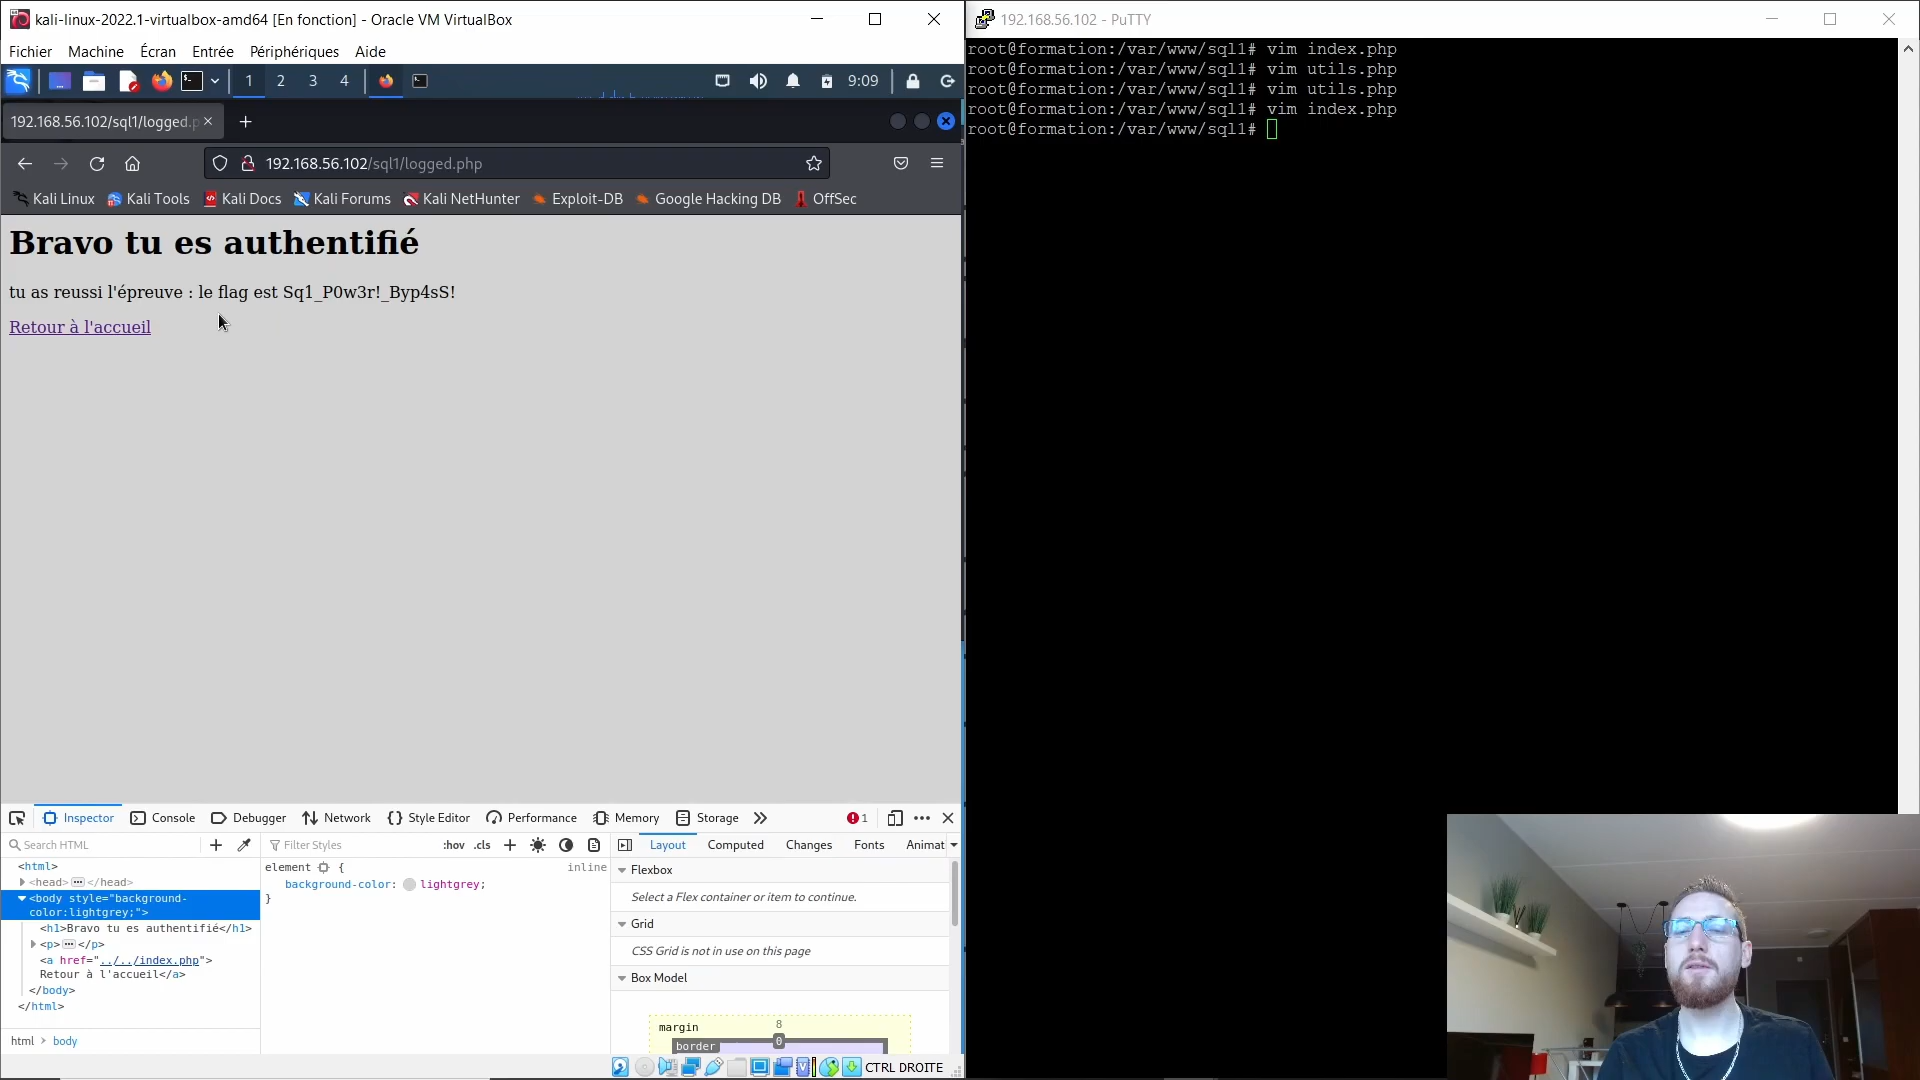 kali-linux-2022.1-virtualbox-amd64 [En fonction] - Oracle VM VirtualBox
Fichier Machine Écran Entrée Périphériques Aide
1 2 3 4 9:09
192.168.56.102/sql1/logged.p
192.168.56.102/sql1/logged.php
Kali Linux Kali Tools Kali Docs Kali Forums Kali NetHunter Exploit-DB Google Hacking DB OffSec
Bravo tu es authentifié
tu as reussi l'épreuve : le flag est Sq1_P0w3r!_Byp4sS!
Retour à l'accueil
Inspector Console Debugger Network Style Editor Performance Memory Storage 1
Search HTML
<html>
<head> </head>
<body style="background-
color:lightgrey;">
<h1>Bravo tu es authentifié</h1>
<p> </p>
<a href="../../index.php">
Retour à l'accueil</a>
</body>
</html>
html > body
Filter Styles :hov .cls
element { inline
background-color: lightgrey;
}
Layout Computed Changes Fonts Animat
Flexbox
Select a Flex container or item to continue.
Grid
CSS Grid is not in use on this page
Box Model
margin 8
border 0
CTRL DROITE
192.168.56.102 - PuTTY
root@formation:/var/www/sql1# vim index.php
root@formation:/var/www/sql1# vim utils.php
root@formation:/var/www/sql1# vim utils.php
root@formation:/var/www/sql1# vim index.php
root@formation:/var/www/sql1#